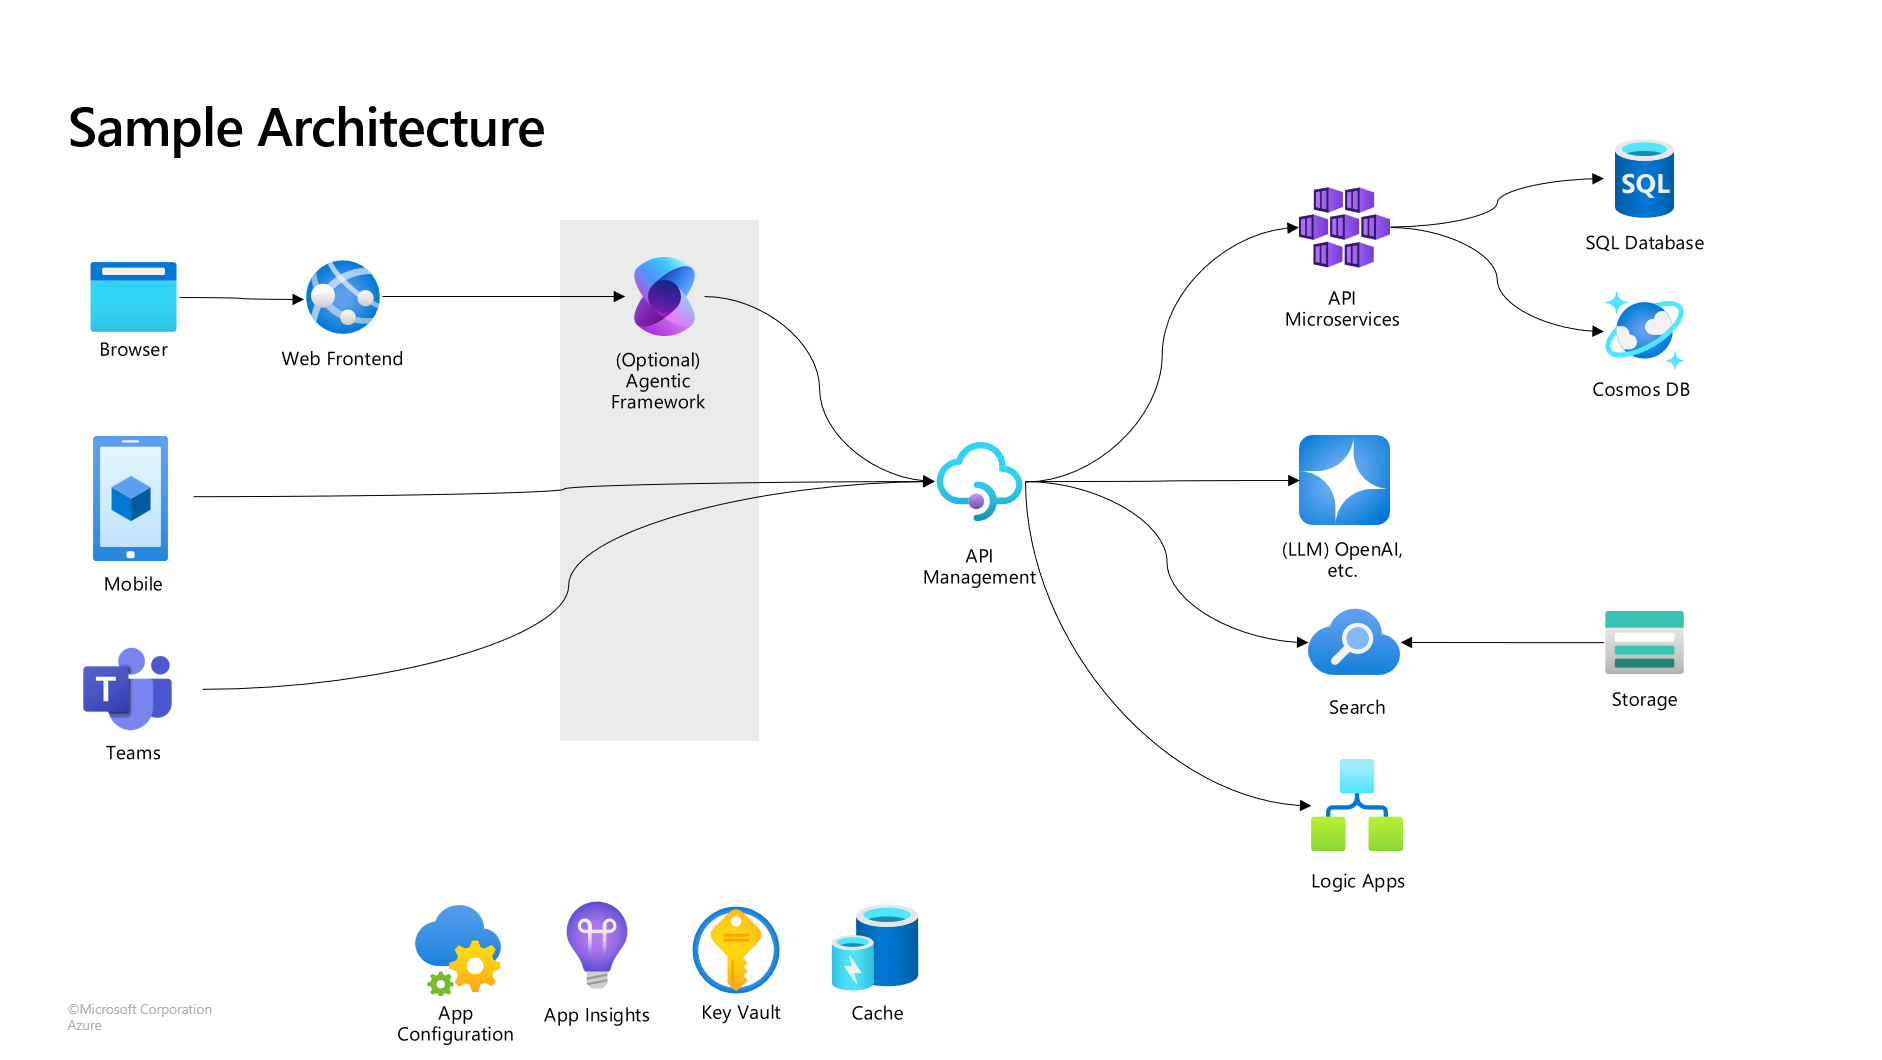 Sample Architecture
Browser
Web Frontend
(Optional)
Agentic
Framework
Mobile
T
Teams
API
Management
API
Microservices
SQL
SQL Database
Cosmos DB
(LLM) OpenAI,
etc.
Search
Storage
Logic Apps
App
Configuration
App Insights
Key Vault
Cache
©Microsoft Corporation
Azure